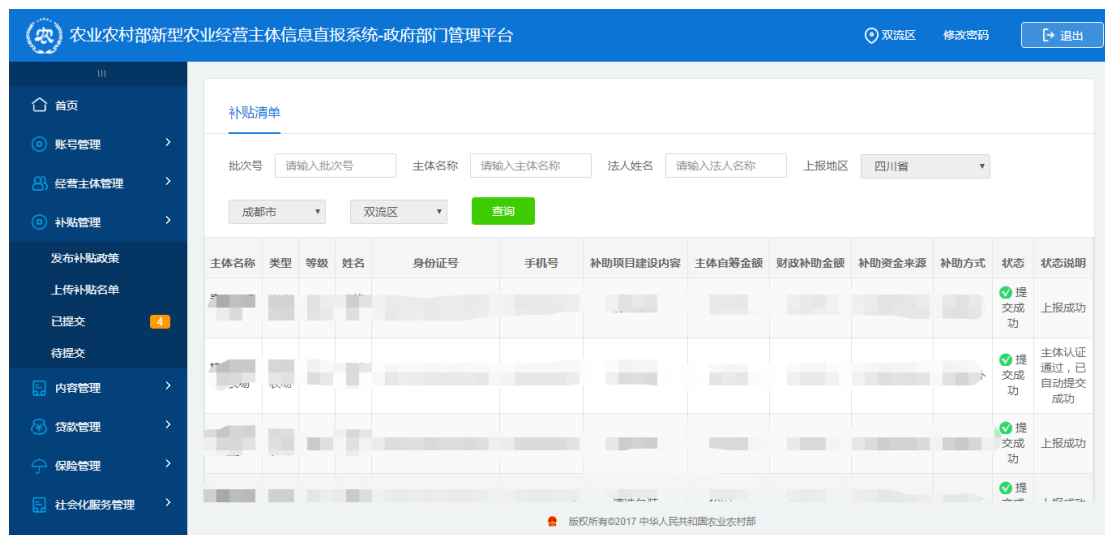 农
农业农村部新型农业经营主体信息直报系统-政府部门管理平台
双流区 修改密码 退出
首页
账号管理
经营主体管理
补贴管理
发布补贴政策
上传补贴名单
已提交 4
待提交
内容管理
贷款管理
保险管理
社会化服务管理
补贴清单
批次号 请输入批次号 主体名称 请输入主体名称 法人姓名 请输入法人名称 上报地区 四川省
成都市 双流区 查询
主体名称 类型 等级 姓名 身份证号 手机号 补助项目建设内容 主体自筹金额 财政补助金额 补助资金来源 补助方式 状态 状态说明
提
交成
功
上报成功
提
交成
功
主体认证
通过，已
自动提交
成功
提
交成
功
上报成功
提
版权所有©2017 中华人民共和国农业农村部